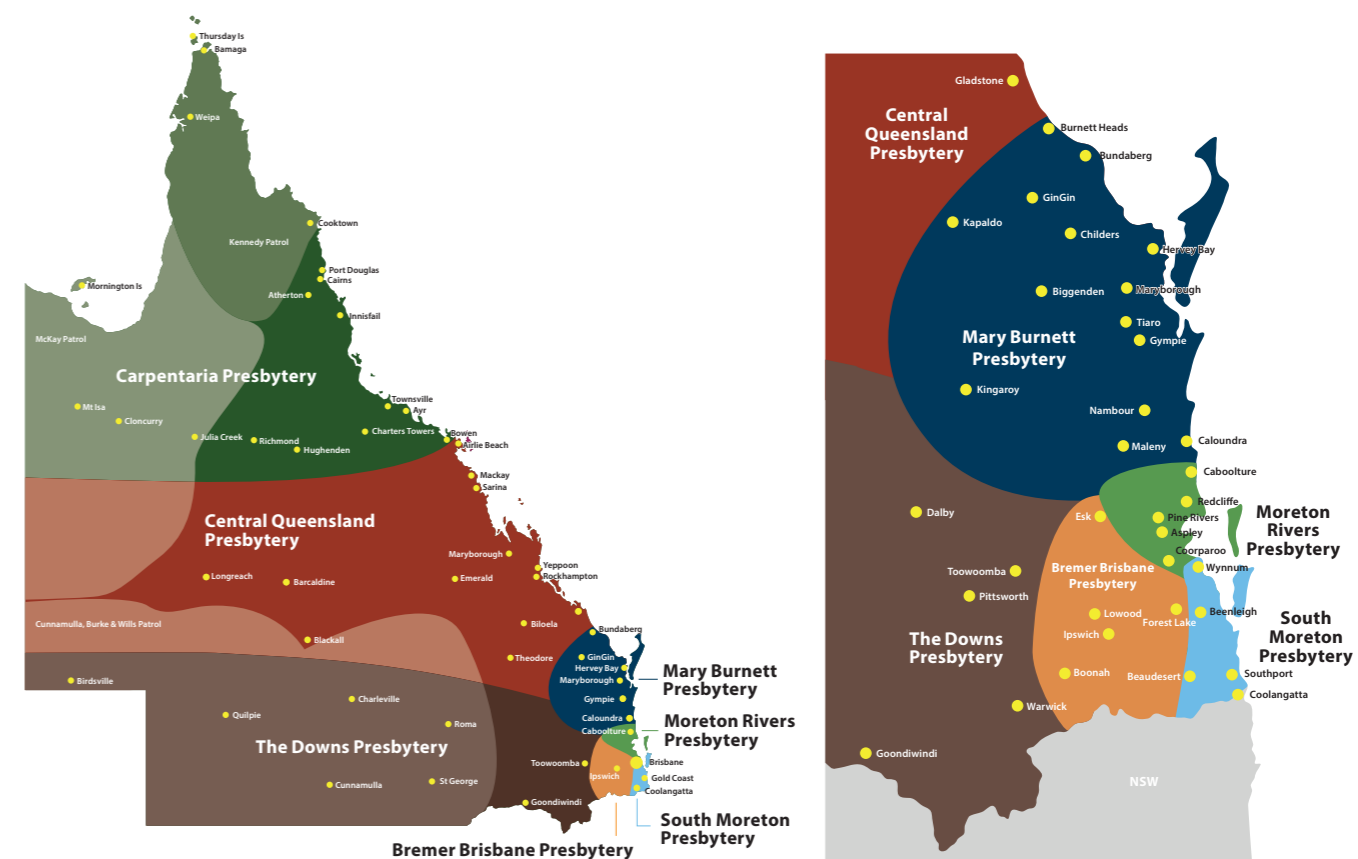 Thursday Is
Bamaga
Weipa
Cooktown
Kennedy Patrol
Port Douglas
Cairns
Mornington Is
Atherton
Innisfail
McKay Patrol
Carpentaria Presbytery
Townsville
Ayr
Mt Isa
Cloncurry
Charters Towers
Julia Creek
Richmond
Hughenden
Bowen
Airlie Beach
Mackay
Sarina
Central Queensland
Presbytery
Maryborough
Yeppoon
Rockhampton
Longreach
Barcaldine
Emerald
Cunnamulla, Burke & Wills Patrol
Biloela
Blackall
Bundaberg
Theodore
GinGin
Hervey Bay
Maryborough
Birdsville
Charleville
Gympie
Quilpie
Roma
Caloundra
Caboolture
The Downs Presbytery
Toowoomba
Brisbane
Ipswich
Gold Coast
Cunnamulla
St George
Coolangatta
Goondiwindi
Mary Burnett
Presbytery
Moreton Rivers
Presbytery
South Moreton
Presbytery
Bremer Brisbane Presbytery
Gladstone
Central
Queensland
Presbytery
Burnett Heads
Bundaberg
GinGin
Kapaldo
Childers
Hervey Bay
Biggenden
Maryborough
Tiaro
Mary Burnett
Presbytery
Gympie
Kingaroy
Nambour
Maleny
Caloundra
Caboolture
Redcliffe
Dalby
Esk
Pine Rivers
Aspley
Moreton
Rivers
Presbytery
Coorparoo
Wynnum
Toowoomba
Bremer Brisbane
Presbytery
Pittsworth
Lowood
Forest Lake
Beenleigh
The Downs
Presbytery
Ipswich
South
Moreton
Presbytery
Boonah
Beaudesert
Southport
Coolangatta
Warwick
Goondiwindi
NSW